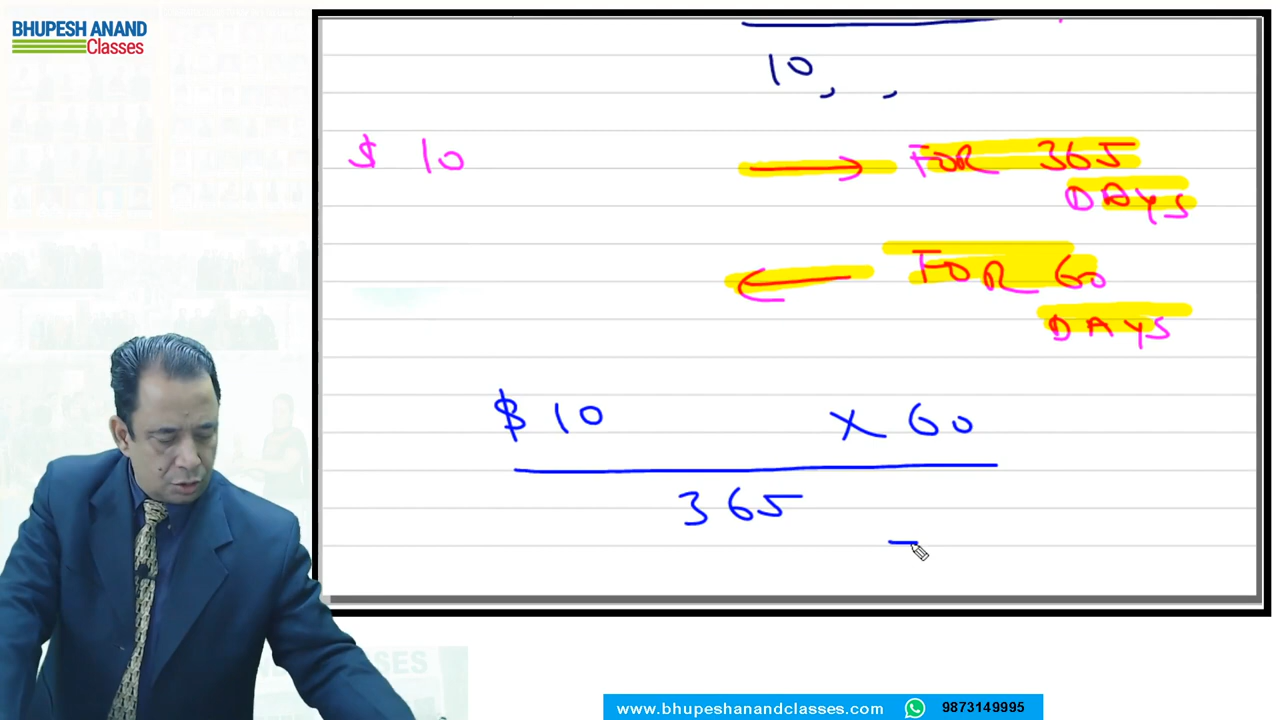 BHUPESH ANAND
Classes
10, ,
$ 10 → FOR 365
DAYS
← FOR 60
DAYS
$ 10 × 60
365
www.bhupeshanandclasses.com 9873149995